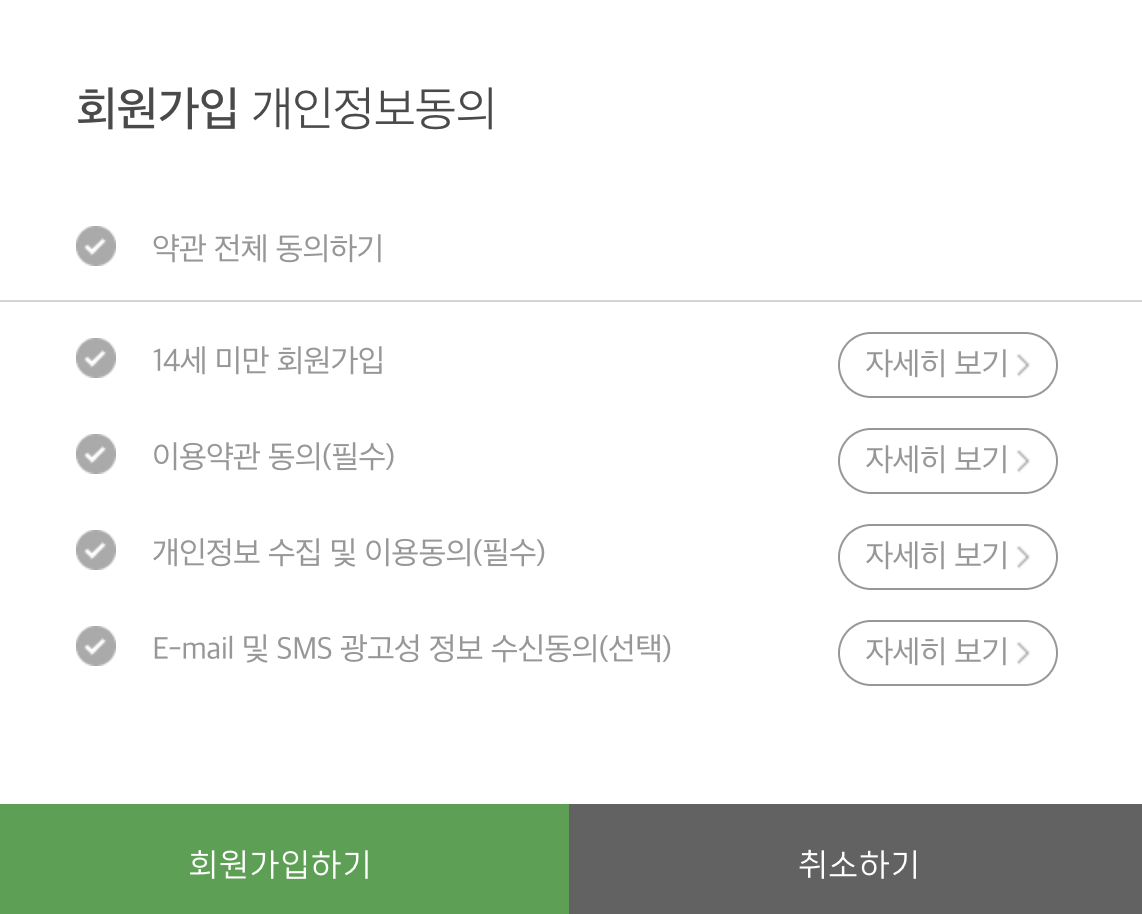 회원가입 개인정보동의
약관 전체 동의하기
14세 미만 회원가입 자세히 보기
이용약관 동의(필수) 자세히 보기
개인정보 수집 및 이용동의(필수) 자세히 보기
E-mail 및 SMS 광고성 정보 수신동의(선택) 자세히 보기
회원가입하기 취소하기